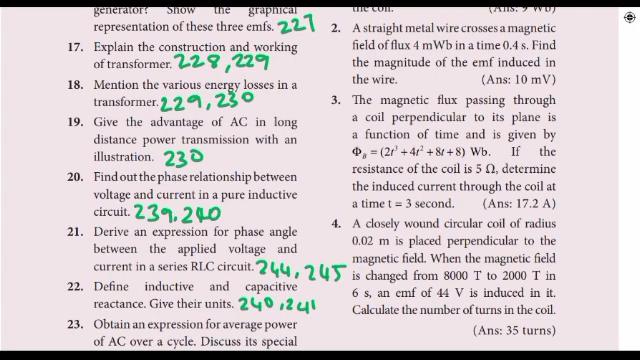 generator? Show the graphical
representation of these three emfs. 227
17. Explain the construction and working
of transformer. 228, 229
18. Mention the various energy losses in a
transformer. 229, 230
19. Give the advantage of AC in long
distance power transmission with an
illustration. 230
20. Find out the phase relationship between
voltage and current in a pure inductive
circuit. 239, 240
21. Derive an expression for phase angle
between the applied voltage and
current in a series RLC circuit. 244, 245
22. Define inductive and capacitive
reactance. Give their units. 240, 241
23. Obtain an expression for average power
of AC over a cycle. Discuss its special
the coil. (Ans: 9 Wb)
2. A straight metal wire crosses a magnetic
field of flux 4 mWb in a time 0.4 s. Find
the magnitude of the emf induced in
the wire. (Ans: 10 mV)
3. The magnetic flux passing through
a coil perpendicular to its plane is
a function of time and is given by
Φ_B = (2t³ + 4t² + 8t + 8) Wb. If the
resistance of the coil is 5 Ω, determine
the induced current through the coil at
a time t = 3 second. (Ans: 17.2 A)
4. A closely wound circular coil of radius
0.02 m is placed perpendicular to the
magnetic field. When the magnetic field
is changed from 8000 T to 2000 T in
6 s, an emf of 44 V is induced in it.
Calculate the number of turns in the coil.
(Ans: 35 turns)